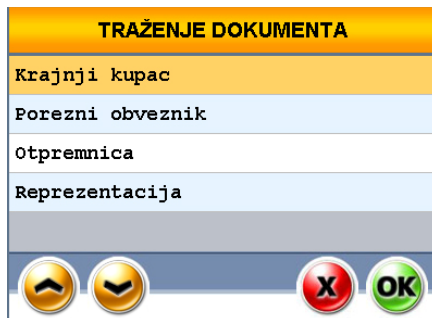 TRAŽENJE DOKUMENTA
Krajnji kupac
Porezni obveznik
Otpremnica
Reprezentacija
X OK